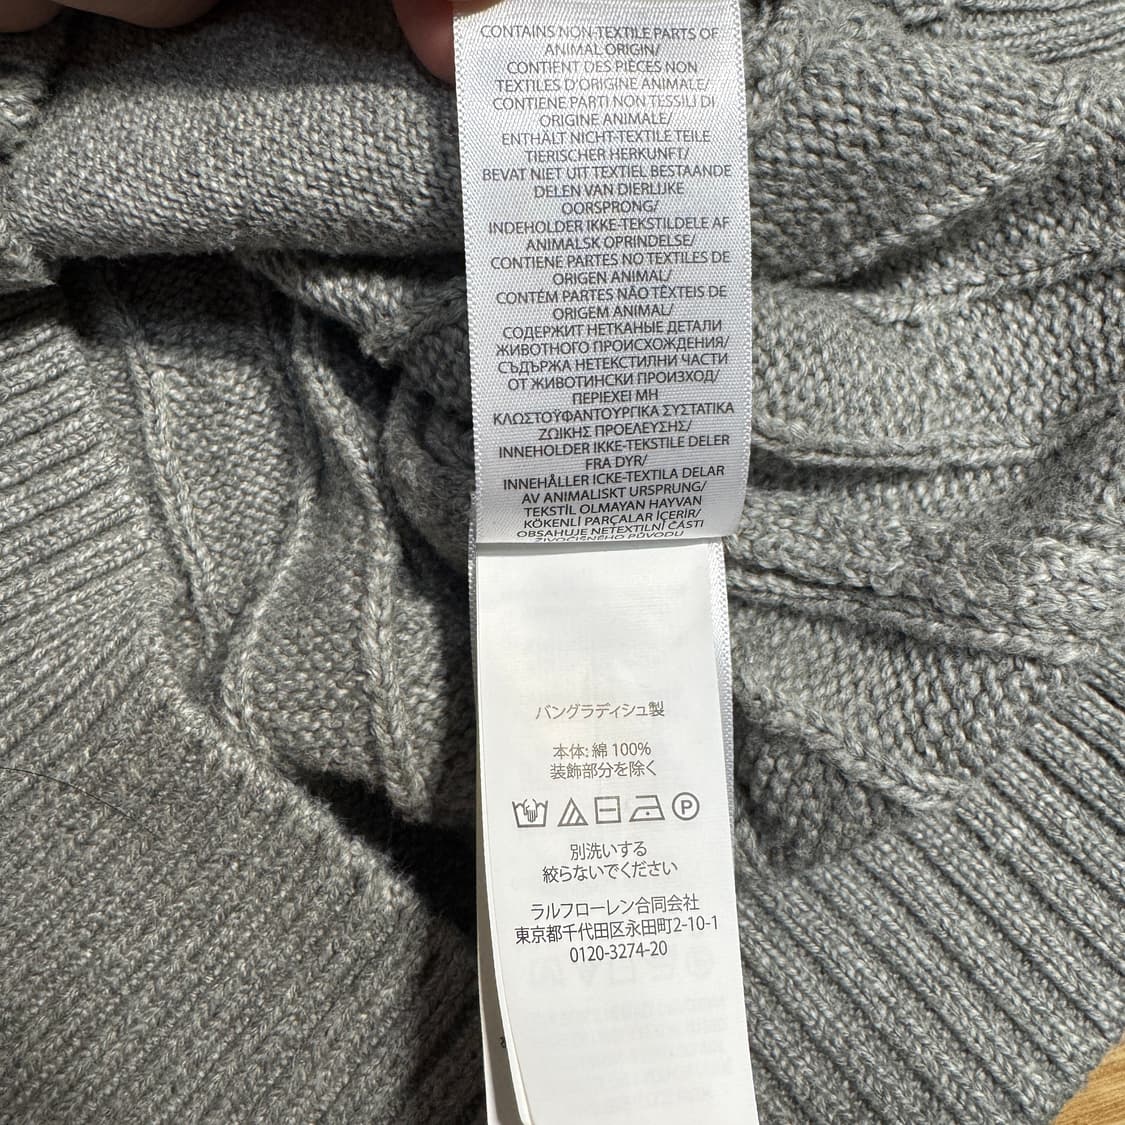 CONTAINS NON-TEXTILE PARTS OF
ANIMAL ORIGIN/
CONTIENT DES PIÈCES NON
TEXTILES D'ORIGINE ANIMALE/
CONTIENE PARTI NON TESSILI DI
ORIGINE ANIMALE/
ENTHÄLT NICHT-TEXTILE TEILE
TIERISCHER HERKUNFT/
BEVAT NIET UIT TEXTIEL BESTAANDE
DELEN VAN DIERLIJKE
OORSPRONG/
INDEHOLDER IKKE-TEKSTILDELE AF
ANIMALSK OPRINDELSE/
CONTIENE PARTES NO TEXTILES DE
ORIGEN ANIMAL/
CONTÉM PARTES NÃO TÊXTEIS DE
ORIGEM ANIMAL/
СОДЕРЖИТ НЕТКАНЫЕ ДЕТАЛИ
ЖИВОТНОГО ПРОИСХОЖДЕНИЯ/
СЪДЪРЖА НЕТЕКСТИЛНИ ЧАСТИ
ОТ ЖИВОТИНСКИ ПРОИЗХОД/
ΠΕΡΙΕΧΕΙ ΜΗ
ΚΛΩΣΤΟΫΦΑΝΤΟΥΡΓΙΚΑ ΣΥΣΤΑΤΙΚΑ
ΖΩΙΚΗΣ ΠΡΟΕΛΕΥΣΗΣ/
INNEHOLDER IKKE-TEKSTILE DELER
FRA DYR/
INNEHÅLLER ICKE-TEXTILA DELAR
AV ANIMALISKT URSPRUNG/
TEKSTİL OLMAYAN HAYVAN
KÖKENLİ PARÇALAR İÇERİR/
OBSAHUJE NETEXTILNÍ ČÁSTI
ŽIVOČIŠNÉHO PŮVODU
バングラディシュ製
本体: 綿 100%
装飾部分を除く
P
別洗いする
絞らないでください
ラルフローレン合同会社
東京都千代田区永田町2-10-1
0120-3274-20